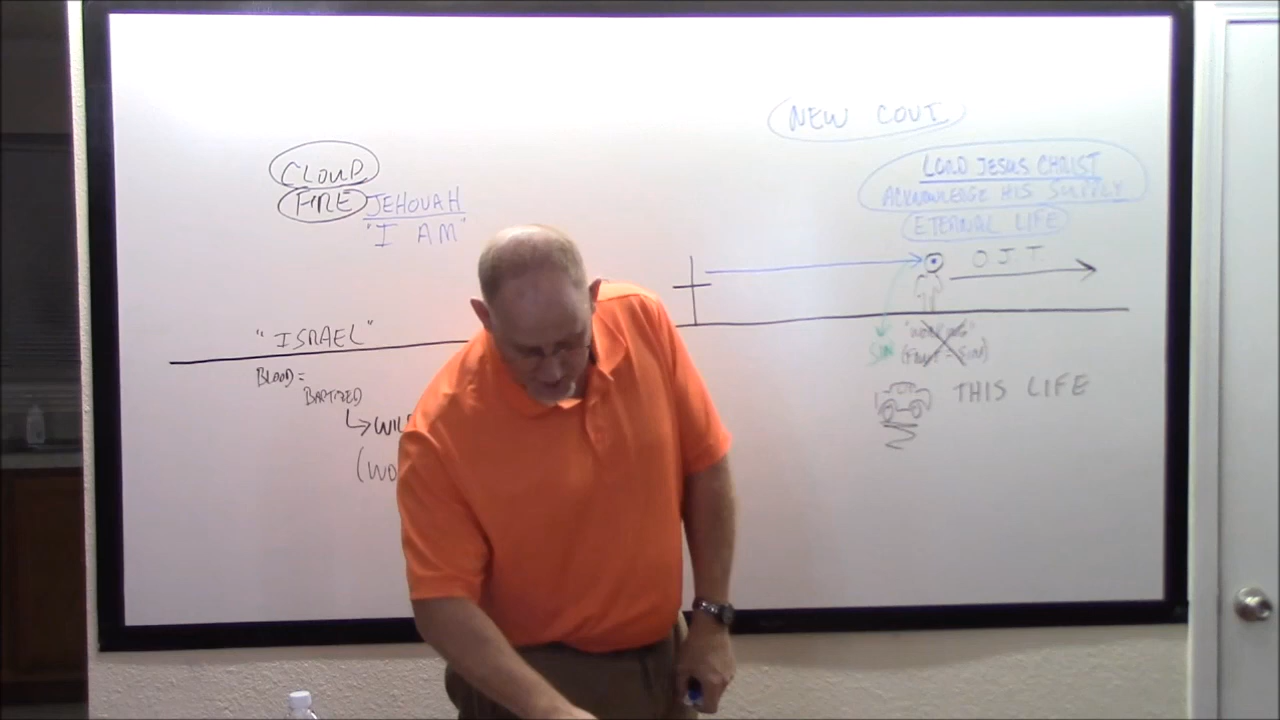 CLOUD
FIRE
JEHOVAH
"I AM"
"ISRAEL"
BLOOD=
BAPTIZED
(WO
NEW COVT
LORD JESUS CHRIST
ACKNOWLEDGE HIS SUPPLY
ETERNAL LIFE
O J T
SIN
THIS LIFE